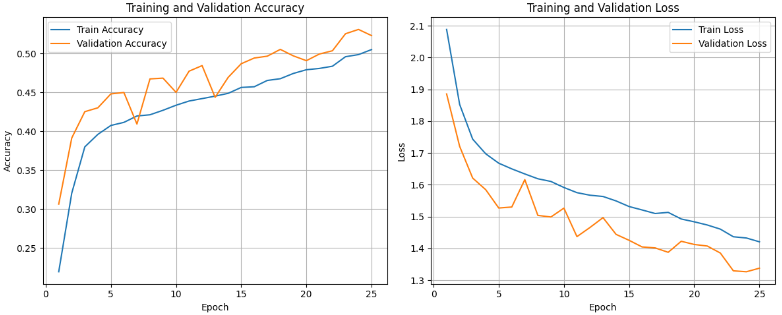 Training and Validation Accuracy
Train Accuracy
Validation Accuracy
0.50
0.45
0.40
0.35
0.30
0.25
Accuracy
0 5 10 15 20 25
Epoch
Training and Validation Loss
Train Loss
Validation Loss
2.1
2.0
1.9
1.8
1.7
1.6
1.5
1.4
1.3
Loss
0 5 10 15 20 25
Epoch